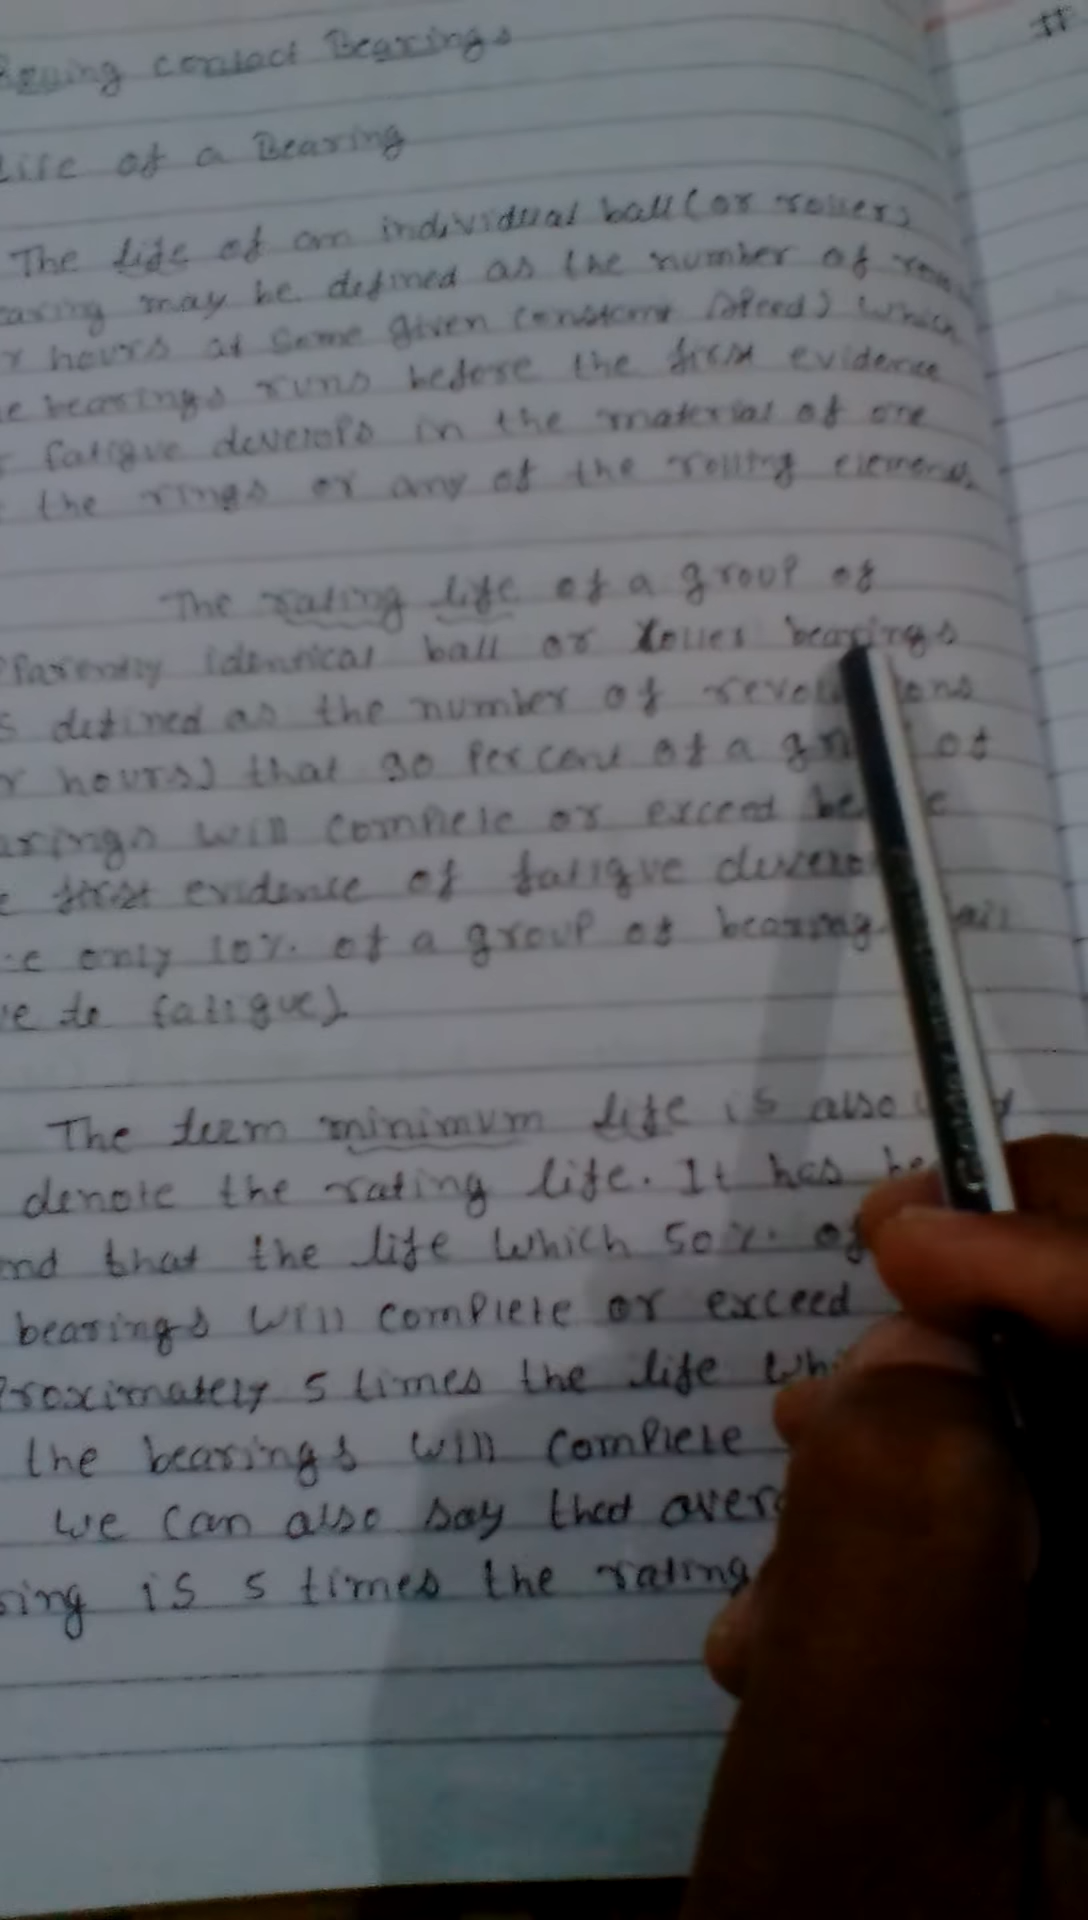 contact Bearings
of a Bearing
The life of an individual ball (or roller)
may be defined as the number of
hours at some given constant speed) which
bearings runs before the first evidence
fatigue develops in the material of one
the rings or any of the rolling elements
The rating life of a group of
identical ball or roller bearings
defined as the number of
hours) that 90 Percent of a of
will complete or exceed
first evidence of fatigue
only 10%. of a group of bearing
to fatigue).
The term minimum life is also
denote the rating life. It has
that the life which 50%. of
bearings will complete or exceed
5 times the life
the bearings will complete
we can also say that
is 5 times the rating